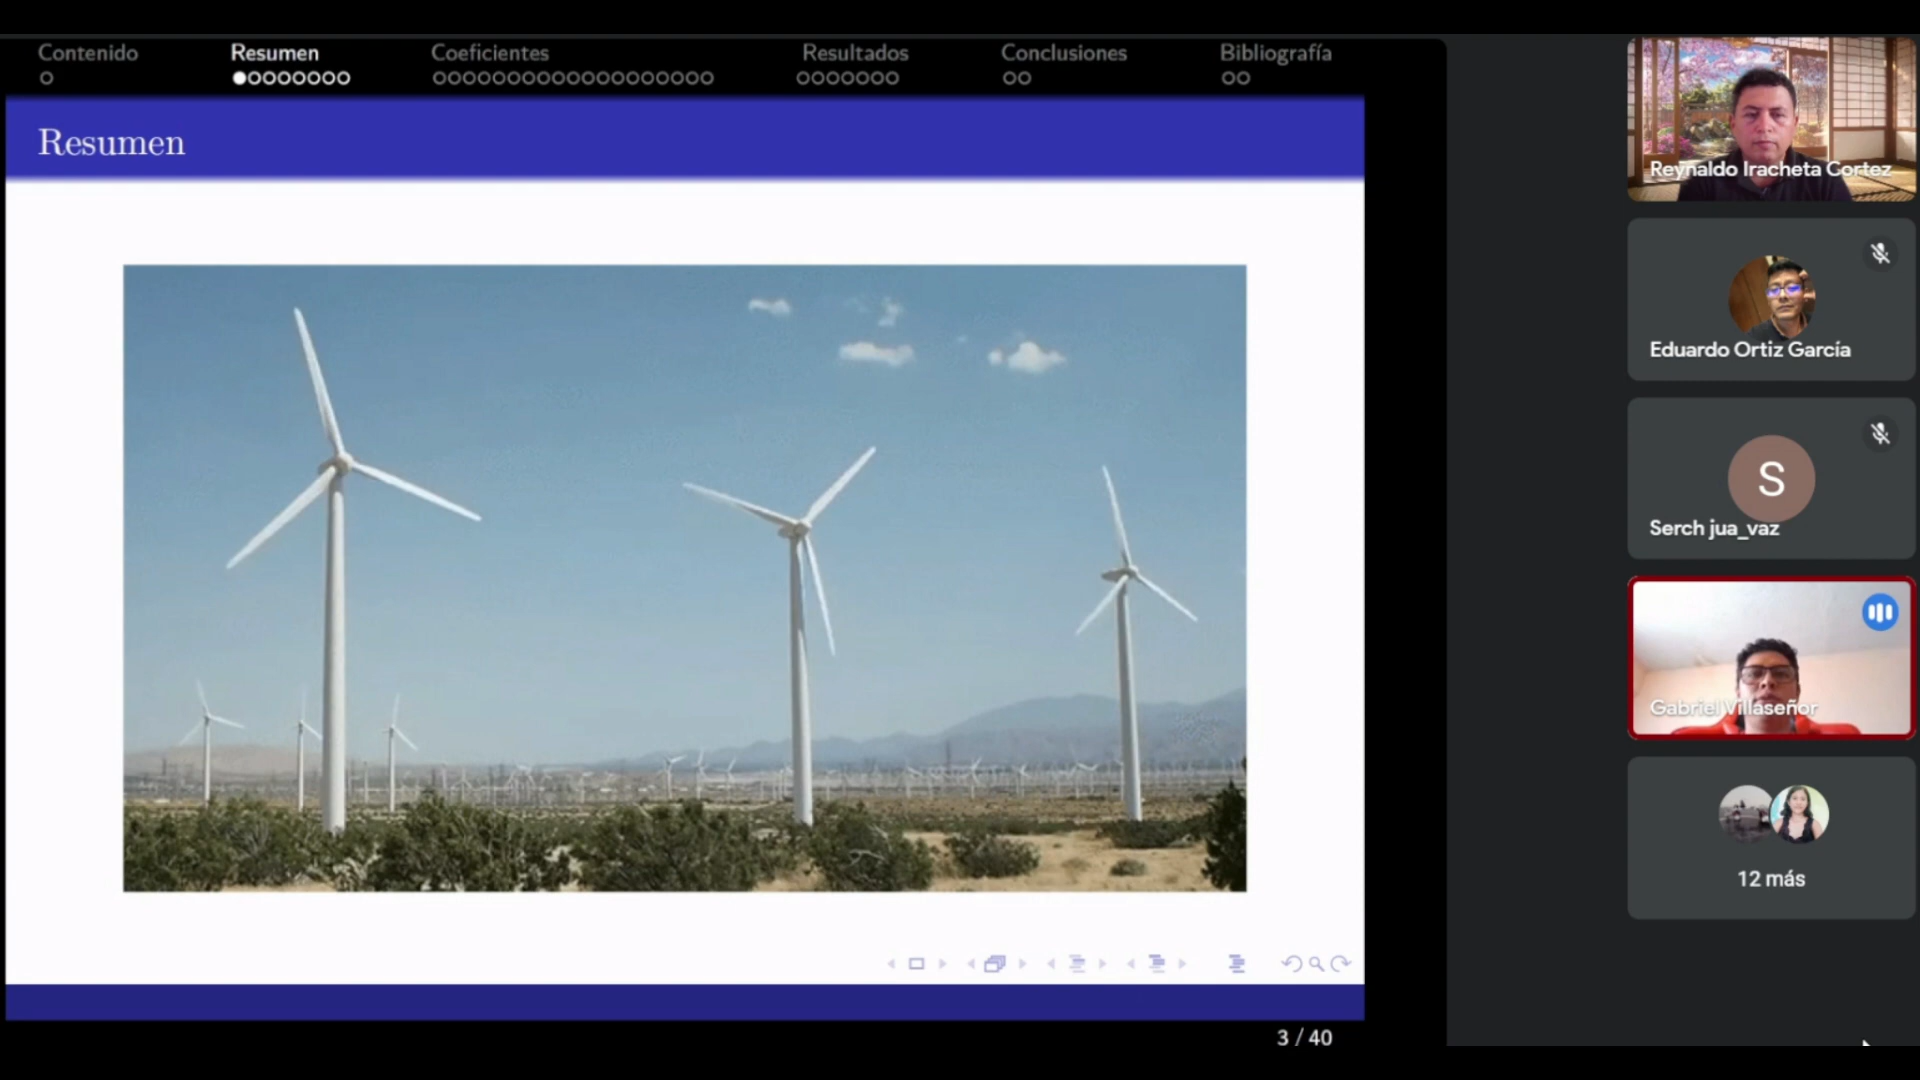 Contenido Resumen Coeficientes Resultados Conclusiones Bibliografía
Resumen
3 / 40
Reynaldo Iracheta Cortez
Eduardo Ortiz García
S
Serch jua_vaz
Gabriel Villaseñor
12 más